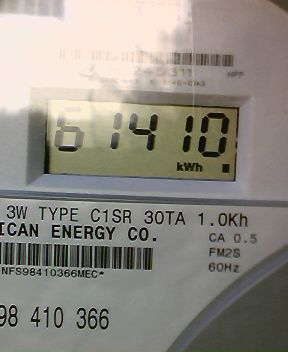 61410
kWh
3W TYPE C1SR 30TA 1.0Kh
ICAN ENERGY CO.
CA 0.5
FM2S
60Hz
NFS98410366MEC*
98 410 366